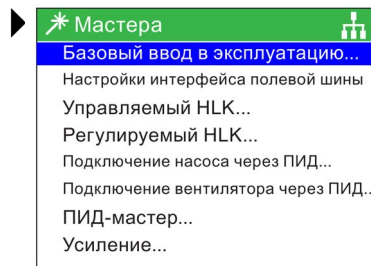 Мастера
Базовый ввод в эксплуатацию...
Настройки интерфейса полевой шины
Управляемый HLK...
Регулируемый HLK...
Подключение насоса через ПИД...
Подключение вентилятора через ПИД..
ПИД-мастер...
Усиление...